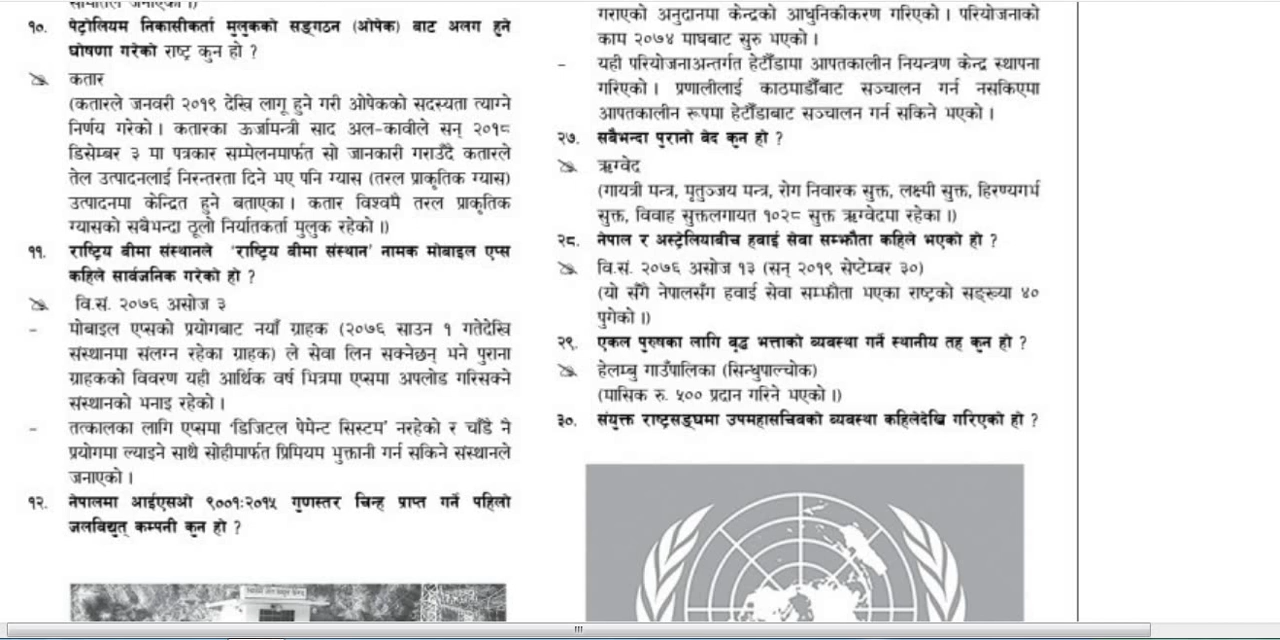 १०. पेट्रोलियम निकासीकर्ता मुलुकको सङ्गठन (ओपेक) बाट अलग हुने
घोषणा गरेको राष्ट्र कुन हो ?
कतार
(कतारले जनवरी २०१९ देखि लागू हुने गरी ओपेकको सदस्यता त्याग्ने
निर्णय गरेको । कतारका ऊर्जामन्त्री साद अल-कावीले सन् २०१८
डिसेम्बर ३ मा पत्रकार सम्मेलनमार्फत सो जानकारी गराउँदै कतारले
तेल उत्पादनलाई निरन्तरता दिने भए पनि ग्यास (तरल प्राकृतिक ग्यास)
उत्पादनमा केन्द्रित हुने बताएका । कतार विश्वमै तरल प्राकृतिक
ग्यासको सबैभन्दा ठूलो निर्यातकर्ता मुलुक रहेको ।)
११. राष्ट्रिय बीमा संस्थानले 'राष्ट्रिय बीमा संस्थान' नामक मोबाइल एप्स
कहिले सार्वजनिक गरेको हो ?
वि.सं. २०७६ असोज ३
- मोबाइल एप्सको प्रयोगबाट नयाँ ग्राहक (२०७६ साउन १ गतेदेखि
संस्थानमा संलग्न रहेका ग्राहक) ले सेवा लिन सक्नेछन् भने पुराना
ग्राहकको विवरण यही आर्थिक वर्ष भित्रमा एप्समा अपलोड गरिसक्ने
संस्थानको भनाइ रहेको ।
- तत्कालका लागि एप्समा 'डिजिटल पेमेन्ट सिस्टम' नरहेको र चाँडै नै
प्रयोगमा ल्याइने साथै सोहीमार्फत प्रिमियम भुक्तानी गर्न सकिने संस्थानले
जनाएको ।
१२. नेपालमा आईएसओ ९००१:२०१५ गुणस्तर चिन्ह प्राप्त गर्ने पहिलो
जलविद्युत् कम्पनी कुन हो ?
गराएको अनुदानमा केन्द्रको आधुनिकीकरण गरिएको । परियोजनाको
काम २०७४ माघबाट सुरु भएको ।
- यही परियोजनाअन्तर्गत हेटौंडामा आपतकालीन नियन्त्रण केन्द्र स्थापना
गरिएको । प्रणालीलाई काठमाडौंबाट सञ्चालन गर्न नसकिएमा
आपतकालीन रूपमा हेटौंडाबाट सञ्चालन गर्न सकिने भएको ।
२७. सबैभन्दा पुरानो बेद कुन हो ?
ऋग्वेद
(गायत्री मन्त्र, मृतुञ्जय मन्त्र, रोग निवारक सुक्त, लक्ष्मी सुक्त, हिरण्यगर्भ
सुक्त, विवाह सुक्तलगायत १०२८ सुक्त ऋग्वेदमा रहेका ।)
२८. नेपाल र अस्ट्रेलियाबीच हबाई सेवा सम्झौता कहिले भएको हो ?
वि.सं. २०७६ असोज १३ (सन् २०१९ सेप्टेम्बर ३०)
(यो सँगै नेपालसँग हवाई सेवा सम्झौता भएका राष्ट्रको सङ्ख्या ४०
पुगेको ।)
२९. एकल पुरुषका लागि बृद्ध भत्ताको ब्यबस्था गर्ने स्थानीय तह कुन हो ?
हेलम्बु गाउँपालिका (सिन्धुपाल्चोक)
(मासिक रु. ५०० प्रदान गरिने भएको ।)
३०. संयुक्त राष्ट्रसङ्घमा उपमहासचिबको ब्यबस्था कहिलेदेखि गरिएको हो ?